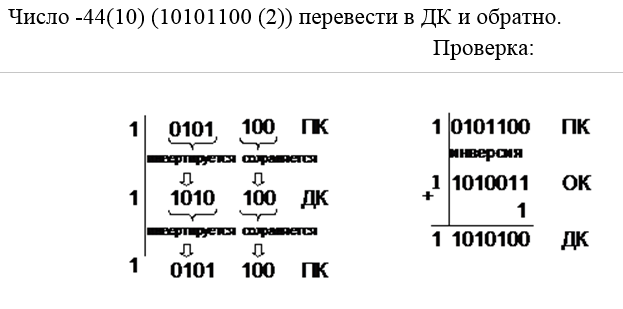 Число -44(10) (10101100 (2)) перевести в ДК и обратно.
Проверка:
1 0101 100 ПК
инвертируется сохраняется
1 1010 100 ДК
инвертируется сохраняется
1 0101 100 ПК
1 0101100 ПК
инверсия
1 1010011 ОК
+ 1
1 1010100 ДК